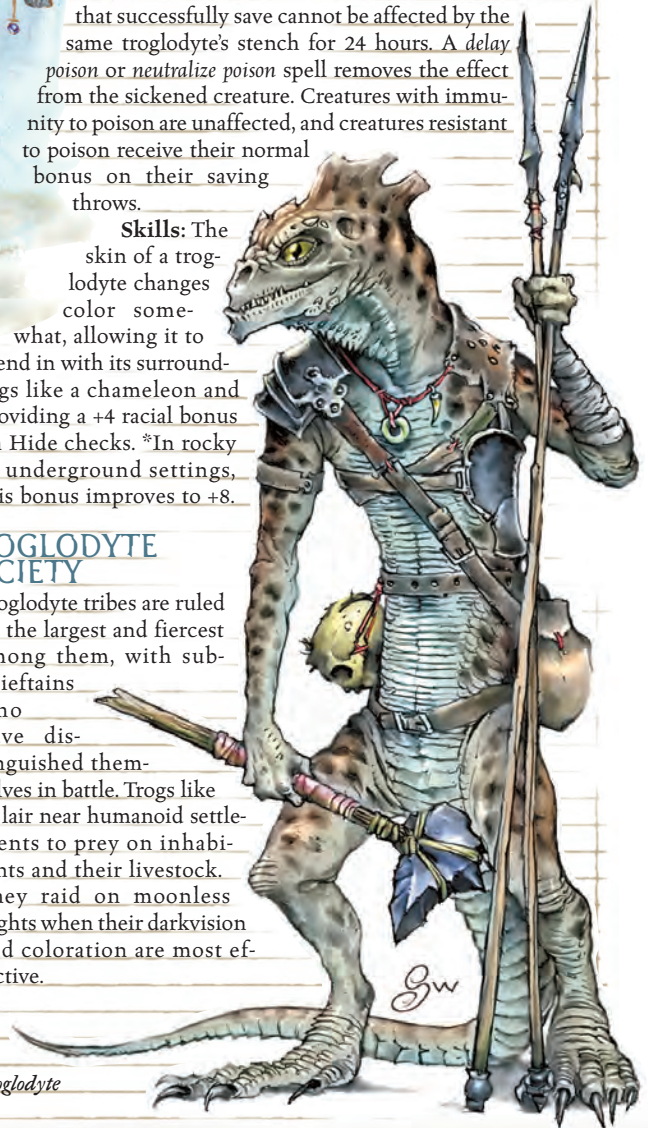 that successfully save cannot be affected by the
same troglodyte's stench for 24 hours. A delay
poison or neutralize poison spell removes the effect
from the sickened creature. Creatures with immu-
nity to poison are unaffected, and creatures resistant
to poison receive their normal
bonus on their saving
throws.
Skills: The
skin of a trog-
lodyte changes
color some-
what, allowing it to
end in with its surround-
gs like a chameleon and
oviding a +4 racial bonus
n Hide checks. *In rocky
underground settings,
is bonus improves to +8.
OGLODYTE
CIETY
oglodyte tribes are ruled
the largest and fiercest
mong them, with sub-
ieftains
ho
ve dis-
nguished them-
lves in battle. Trogs like
lair near humanoid settle-
ents to prey on inhabi-
nts and their livestock.
hey raid on moonless
ghts when their darkvision
d coloration are most ef-
ctive.
oglodyte
SW